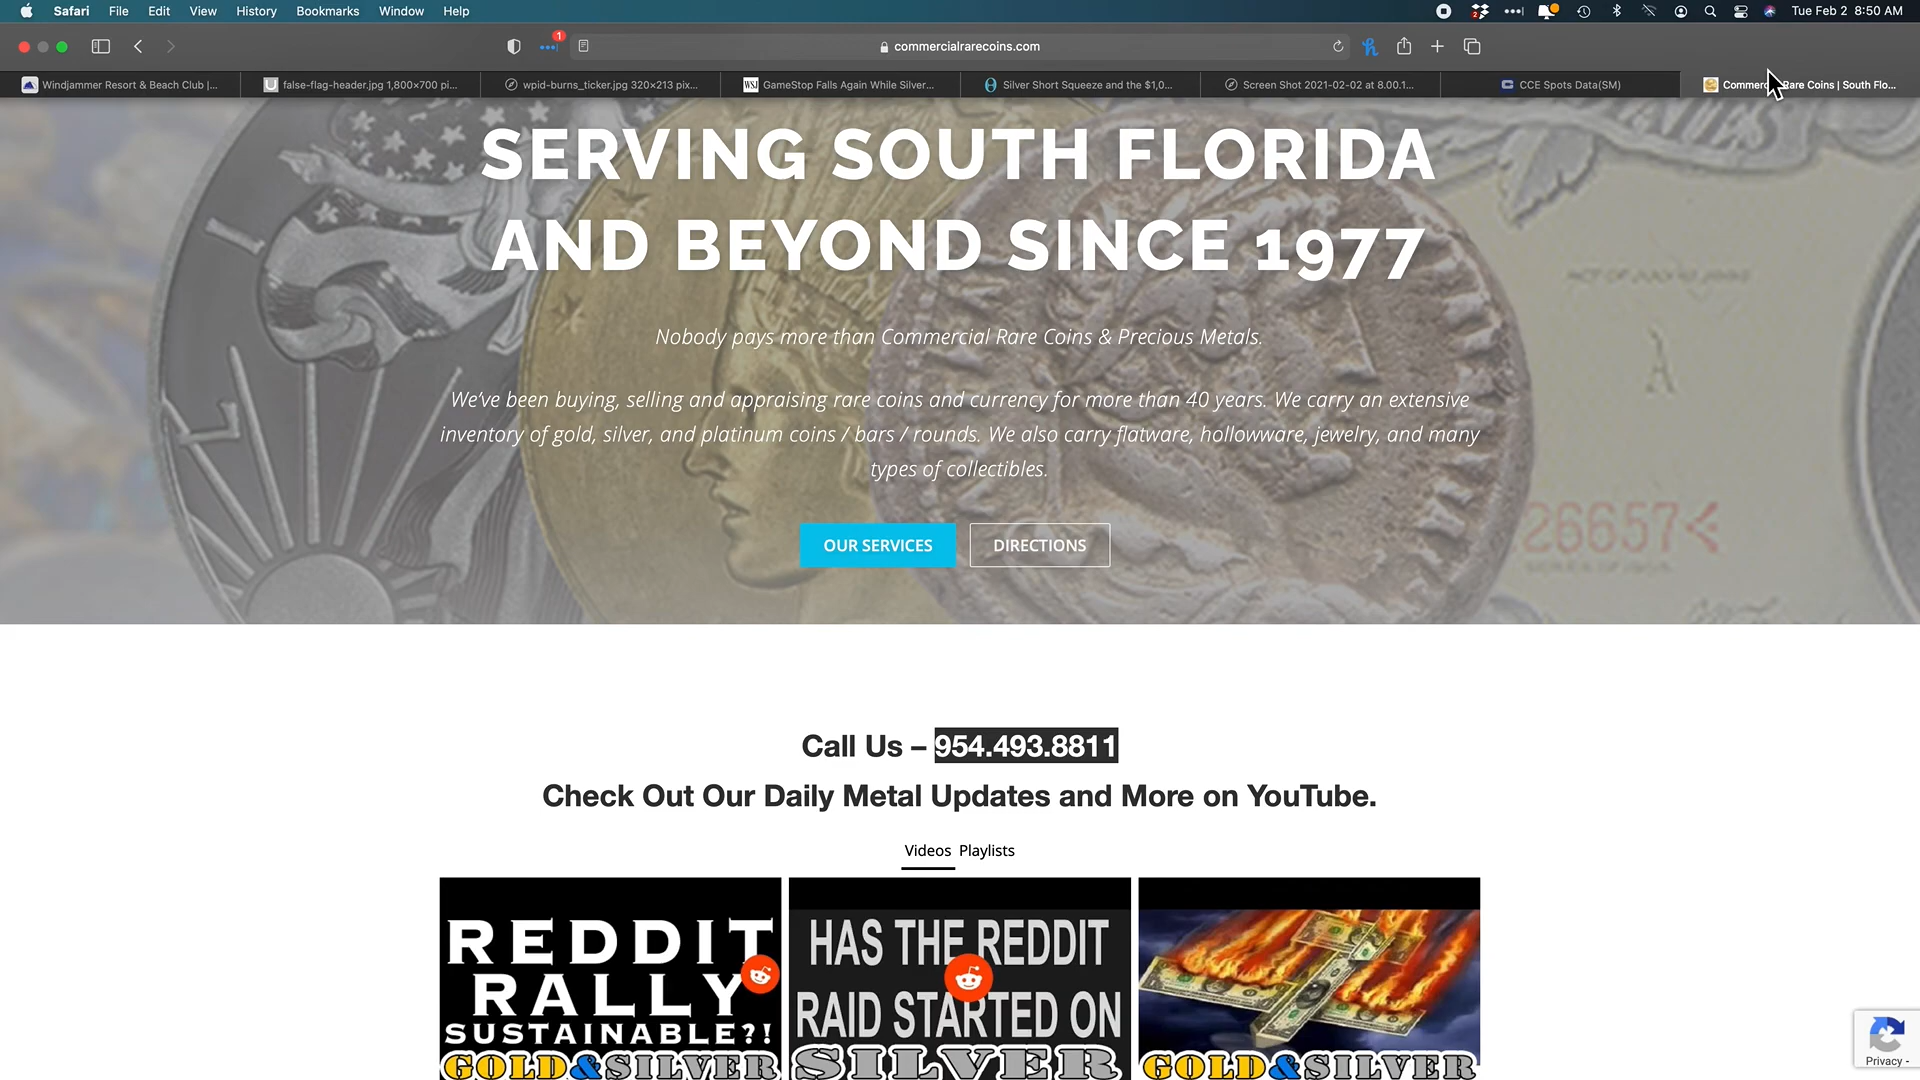 Safari File Edit View History Bookmarks Window Help
2
Tue Feb 2 8:50 AM
1
commercialrarecoins.com
Windjammer Resort & Beach Club |...
false-flag-header.jpg 1,800×700 pi...
wpid-burns_ticker.jpg 320×213 pix...
WSJ GameStop Falls Again While Silver...
Silver Short Squeeze and the $1,0...
Screen Shot 2021-02-02 at 8.00.1...
CCE Spots Data(SM)
Commerc Rare Coins | South Flo...
SERVING SOUTH FLORIDA
AND BEYOND SINCE 1977
Nobody pays more than Commercial Rare Coins & Precious Metals.
We've been buying, selling and appraising rare coins and currency for more than 40 years. We carry an extensive
inventory of gold, silver, and platinum coins / bars / rounds. We also carry flatware, hollowware, jewelry, and many
types of collectibles.
26657
A
OUR SERVICES
DIRECTIONS
Call Us – 954.493.8811
Check Out Our Daily Metal Updates and More on YouTube.
Videos Playlists
REDDIT
RALLY
SUSTAINABLE?!
GOLD&SILVER
HAS THE REDDIT
RAID STARTED ON
SILVER
GOLD&SILVER
Privacy -